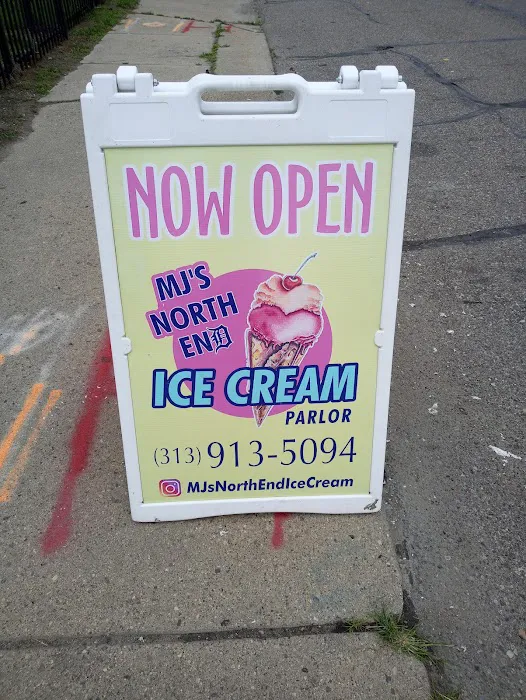 NOW OPEN
MJ'S
NORTH
END
ICE CREAM
PARLOR
(313) 913-5094
MJsNorthEndIceCream